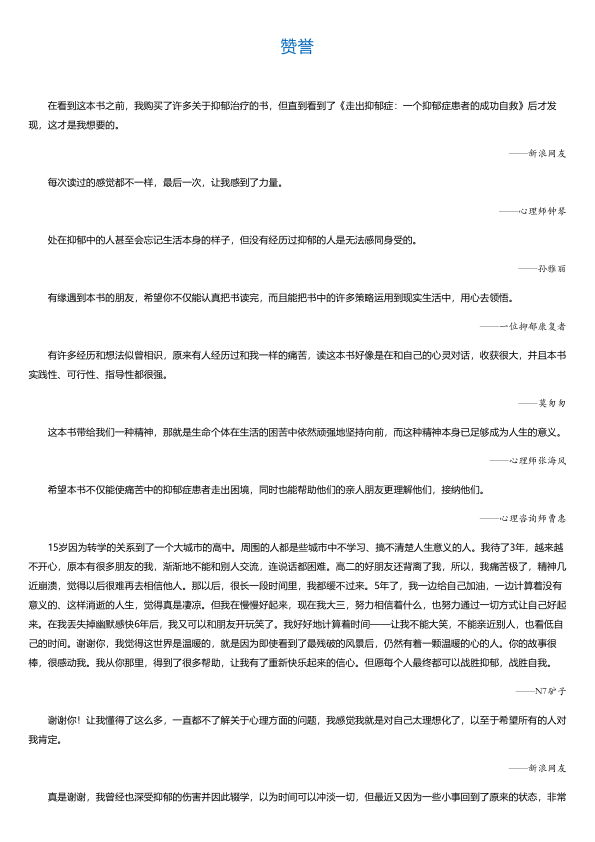 赞誉
在看到这本书之前，我购买了许多关于抑郁治疗的书，但直到看到了《走出抑郁症：一个抑郁症患者的成功自救》后才发
现，这才是我想要的。
——新浪网友
每次读过的感觉都不一样，最后一次，让我感到了力量。
——心理师钟琴
处在抑郁中的人甚至会忘记生活本身的样子，但没有经历过抑郁的人是无法感同身受的。
——孙雅丽
有缘遇到本书的朋友，希望你不仅能认真把书读完，而且能把书中的许多策略运用到现实生活中，用心去领悟。
——一位抑郁康复者
有许多经历和想法似曾相识，原来有人经历过和我一样的痛苦，读这本书好像是在和自己的心灵对话，收获很大，并且本书
实践性、可行性、指导性都很强。
——莫匆匆
这本书带给我们一种精神，那就是生命个体在生活的困苦中依然顽强地坚持向前，而这种精神本身已足够成为人生的意义。
——心理师张海风
希望本书不仅能使痛苦中的抑郁症患者走出困境，同时也能帮助他们的亲人朋友更理解他们，接纳他们。
——心理咨询师曹惠
15岁因为转学的关系到了一个大城市的高中。周围的人都是些城市中不学习、搞不清楚人生意义的人。我待了3年，越来越
不开心，原本有很多朋友的我，渐渐地不能和别人交流，连说话都困难。高二的好朋友还背离了我，所以，我痛苦极了，精神几
近崩溃，觉得以后很难再去相信他人。那以后，很长一段时间里，我都缓不过来。5年了，我一边给自己加油，一边计算着没有
意义的、这样消逝的人生，觉得真是凄凉。但我在慢慢好起来，现在我大三，努力相信着什么，也努力通过一切方式让自己好起
来。在我丢失掉幽默感快6年后，我又可以和朋友开玩笑了。我好好地计算着时间——让我不能大笑，不能亲近别人，也看低自
己的时间。谢谢你，我觉得这世界是温暖的，就是因为即使看到了最残破的风景后，仍然有着一颗温暖的心的人。你的故事很
棒，很感动我。我从你那里，得到了很多帮助，让我有了重新快乐起来的信心。但愿每个人最终都可以战胜抑郁，战胜自我。
——N7驴子
谢谢你！让我懂得了这么多，一直都不了解关于心理方面的问题，我感觉我就是对自己太理想化了，以至于希望所有的人对
我肯定。
——新浪网友
真是谢谢，我曾经也深受抑郁的伤害并因此辍学，以为时间可以冲淡一切，但最近又因为一些小事回到了原来的状态，非常